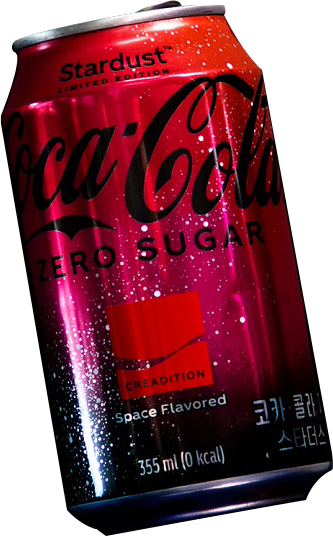 Stardust™
LIMITED EDITION
Coca-Cola
ZERO SUGAR
CREADITION
Space Flavored
355 ml (0 kcal)
코카콜라
스타더스